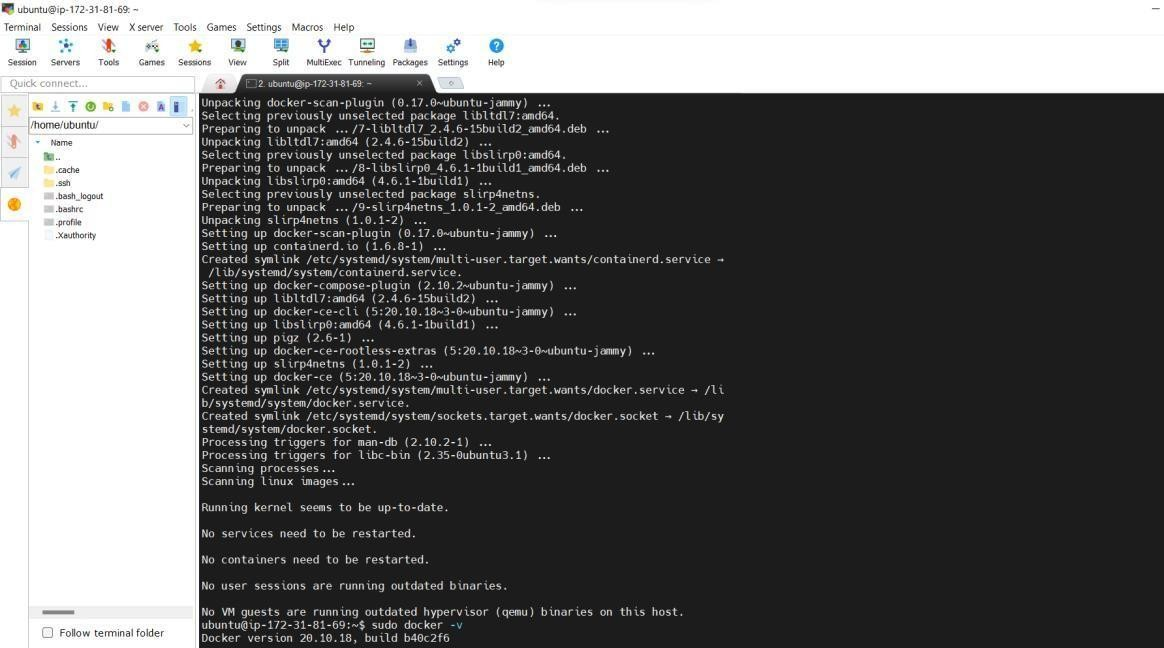 ubuntu@ip-172-31-81-69: ~
Terminal Sessions View X server Tools Games Settings Macros Help
Session Servers Tools Games Sessions View Split MultiExec Tunneling Packages Settings Help
Quick connect...
2. ubuntu@ip-172-31-81-69: ~
/home/ubuntu/
Name
..
.cache
.ssh
.bash_logout
.bashrc
.profile
.Xauthority
Follow terminal folder
Unpacking docker-scan-plugin (0.17.0~ubuntu-jammy) ...
Selecting previously unselected package libltdl7:amd64.
Preparing to unpack .../7-libltdl7_2.4.6-15build2_amd64.deb ...
Unpacking libltdl7:amd64 (2.4.6-15build2) ...
Selecting previously unselected package libslirp0:amd64.
Preparing to unpack .../8-libslirp0_4.6.1-1build1_amd64.deb ...
Unpacking libslirp0:amd64 (4.6.1-1build1) ...
Selecting previously unselected package slirp4netns.
Preparing to unpack .../9-slirp4netns_1.0.1-2_amd64.deb ...
Unpacking slirp4netns (1.0.1-2) ...
Setting up docker-scan-plugin (0.17.0~ubuntu-jammy) ...
Setting up containerd.io (1.6.8-1) ...
Created symlink /etc/systemd/system/multi-user.target.wants/containerd.service →
/lib/systemd/system/containerd.service.
Setting up docker-compose-plugin (2.10.2~ubuntu-jammy) ...
Setting up libltdl7:amd64 (2.4.6-15build2) ...
Setting up docker-ce-cli (5:20.10.18~3-0~ubuntu-jammy) ...
Setting up libslirp0:amd64 (4.6.1-1build1) ...
Setting up pigz (2.6-1) ...
Setting up docker-ce-rootless-extras (5:20.10.18~3-0~ubuntu-jammy) ...
Setting up slirp4netns (1.0.1-2) ...
Setting up docker-ce (5:20.10.18~3-0~ubuntu-jammy) ...
Created symlink /etc/systemd/system/multi-user.target.wants/docker.service → /li
b/systemd/system/docker.service.
Created symlink /etc/systemd/system/sockets.target.wants/docker.socket → /lib/sy
stemd/system/docker.socket.
Processing triggers for man-db (2.10.2-1) ...
Processing triggers for libc-bin (2.35-0ubuntu3.1) ...
Scanning processes...
Scanning linux images...
Running kernel seems to be up-to-date.
No services need to be restarted.
No containers need to be restarted.
No user sessions are running outdated binaries.
No VM guests are running outdated hypervisor (qemu) binaries on this host.
ubuntu@ip-172-31-81-69:~$ sudo docker -v
Docker version 20.10.18, build b40c2f6